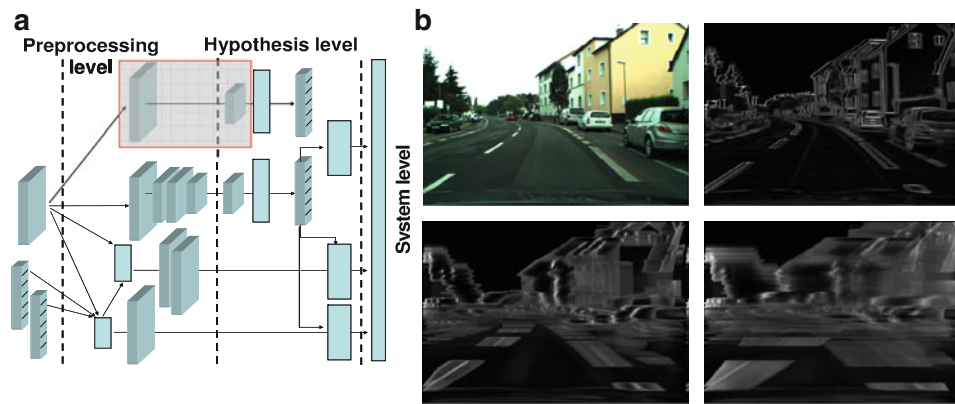 a
b
Preprocessing
level
Hypothesis level
System level